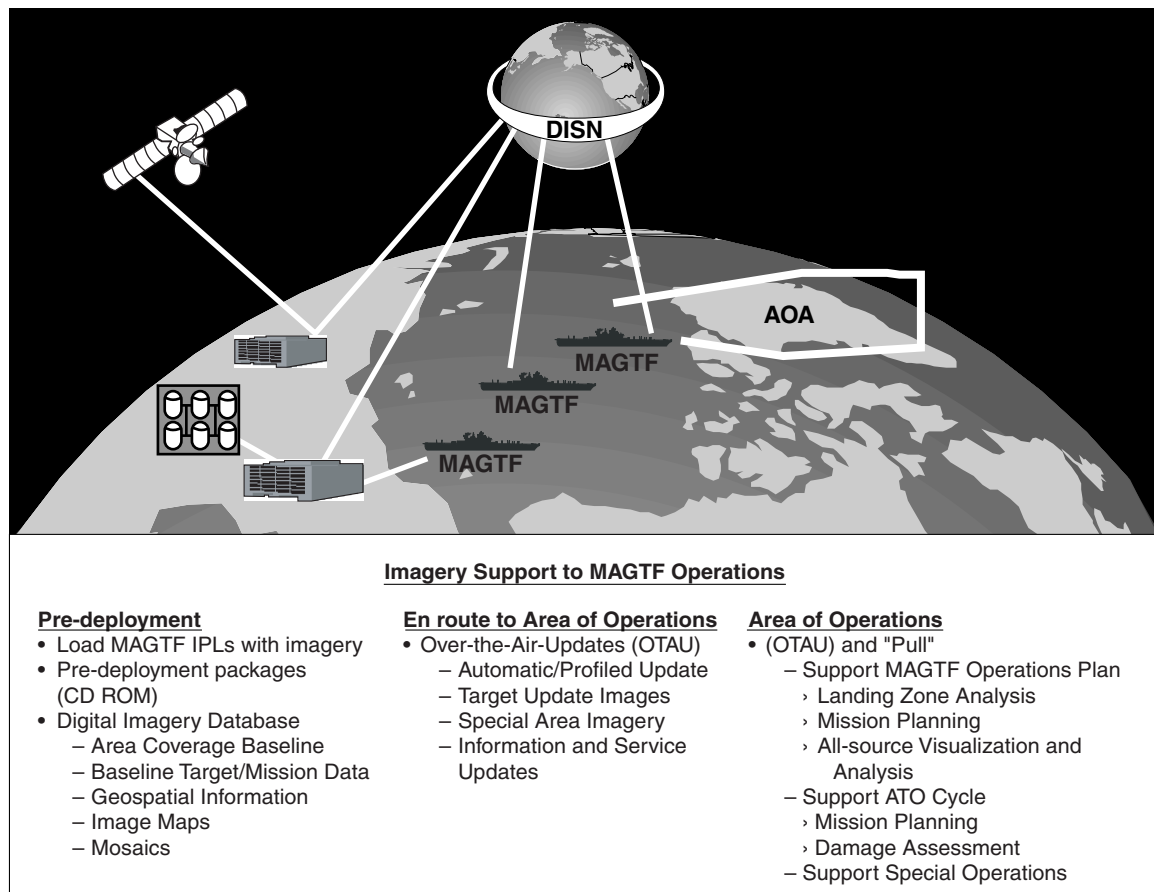 DISN
AOA
MAGTF
MAGTF
MAGTF
Imagery Support to MAGTF Operations
Pre-deployment
• Load MAGTF IPLs with imagery
• Pre-deployment packages
(CD ROM)
• Digital Imagery Database
– Area Coverage Baseline
– Baseline Target/Mission Data
– Geospatial Information
– Image Maps
– Mosaics
En route to Area of Operations
• Over-the-Air-Updates (OTAU)
– Automatic/Profiled Update
– Target Update Images
– Special Area Imagery
– Information and Service
Updates
Area of Operations
• (OTAU) and "Pull"
– Support MAGTF Operations Plan
› Landing Zone Analysis
› Mission Planning
› All-source Visualization and
Analysis
– Support ATO Cycle
› Mission Planning
› Damage Assessment
– Support Special Operations